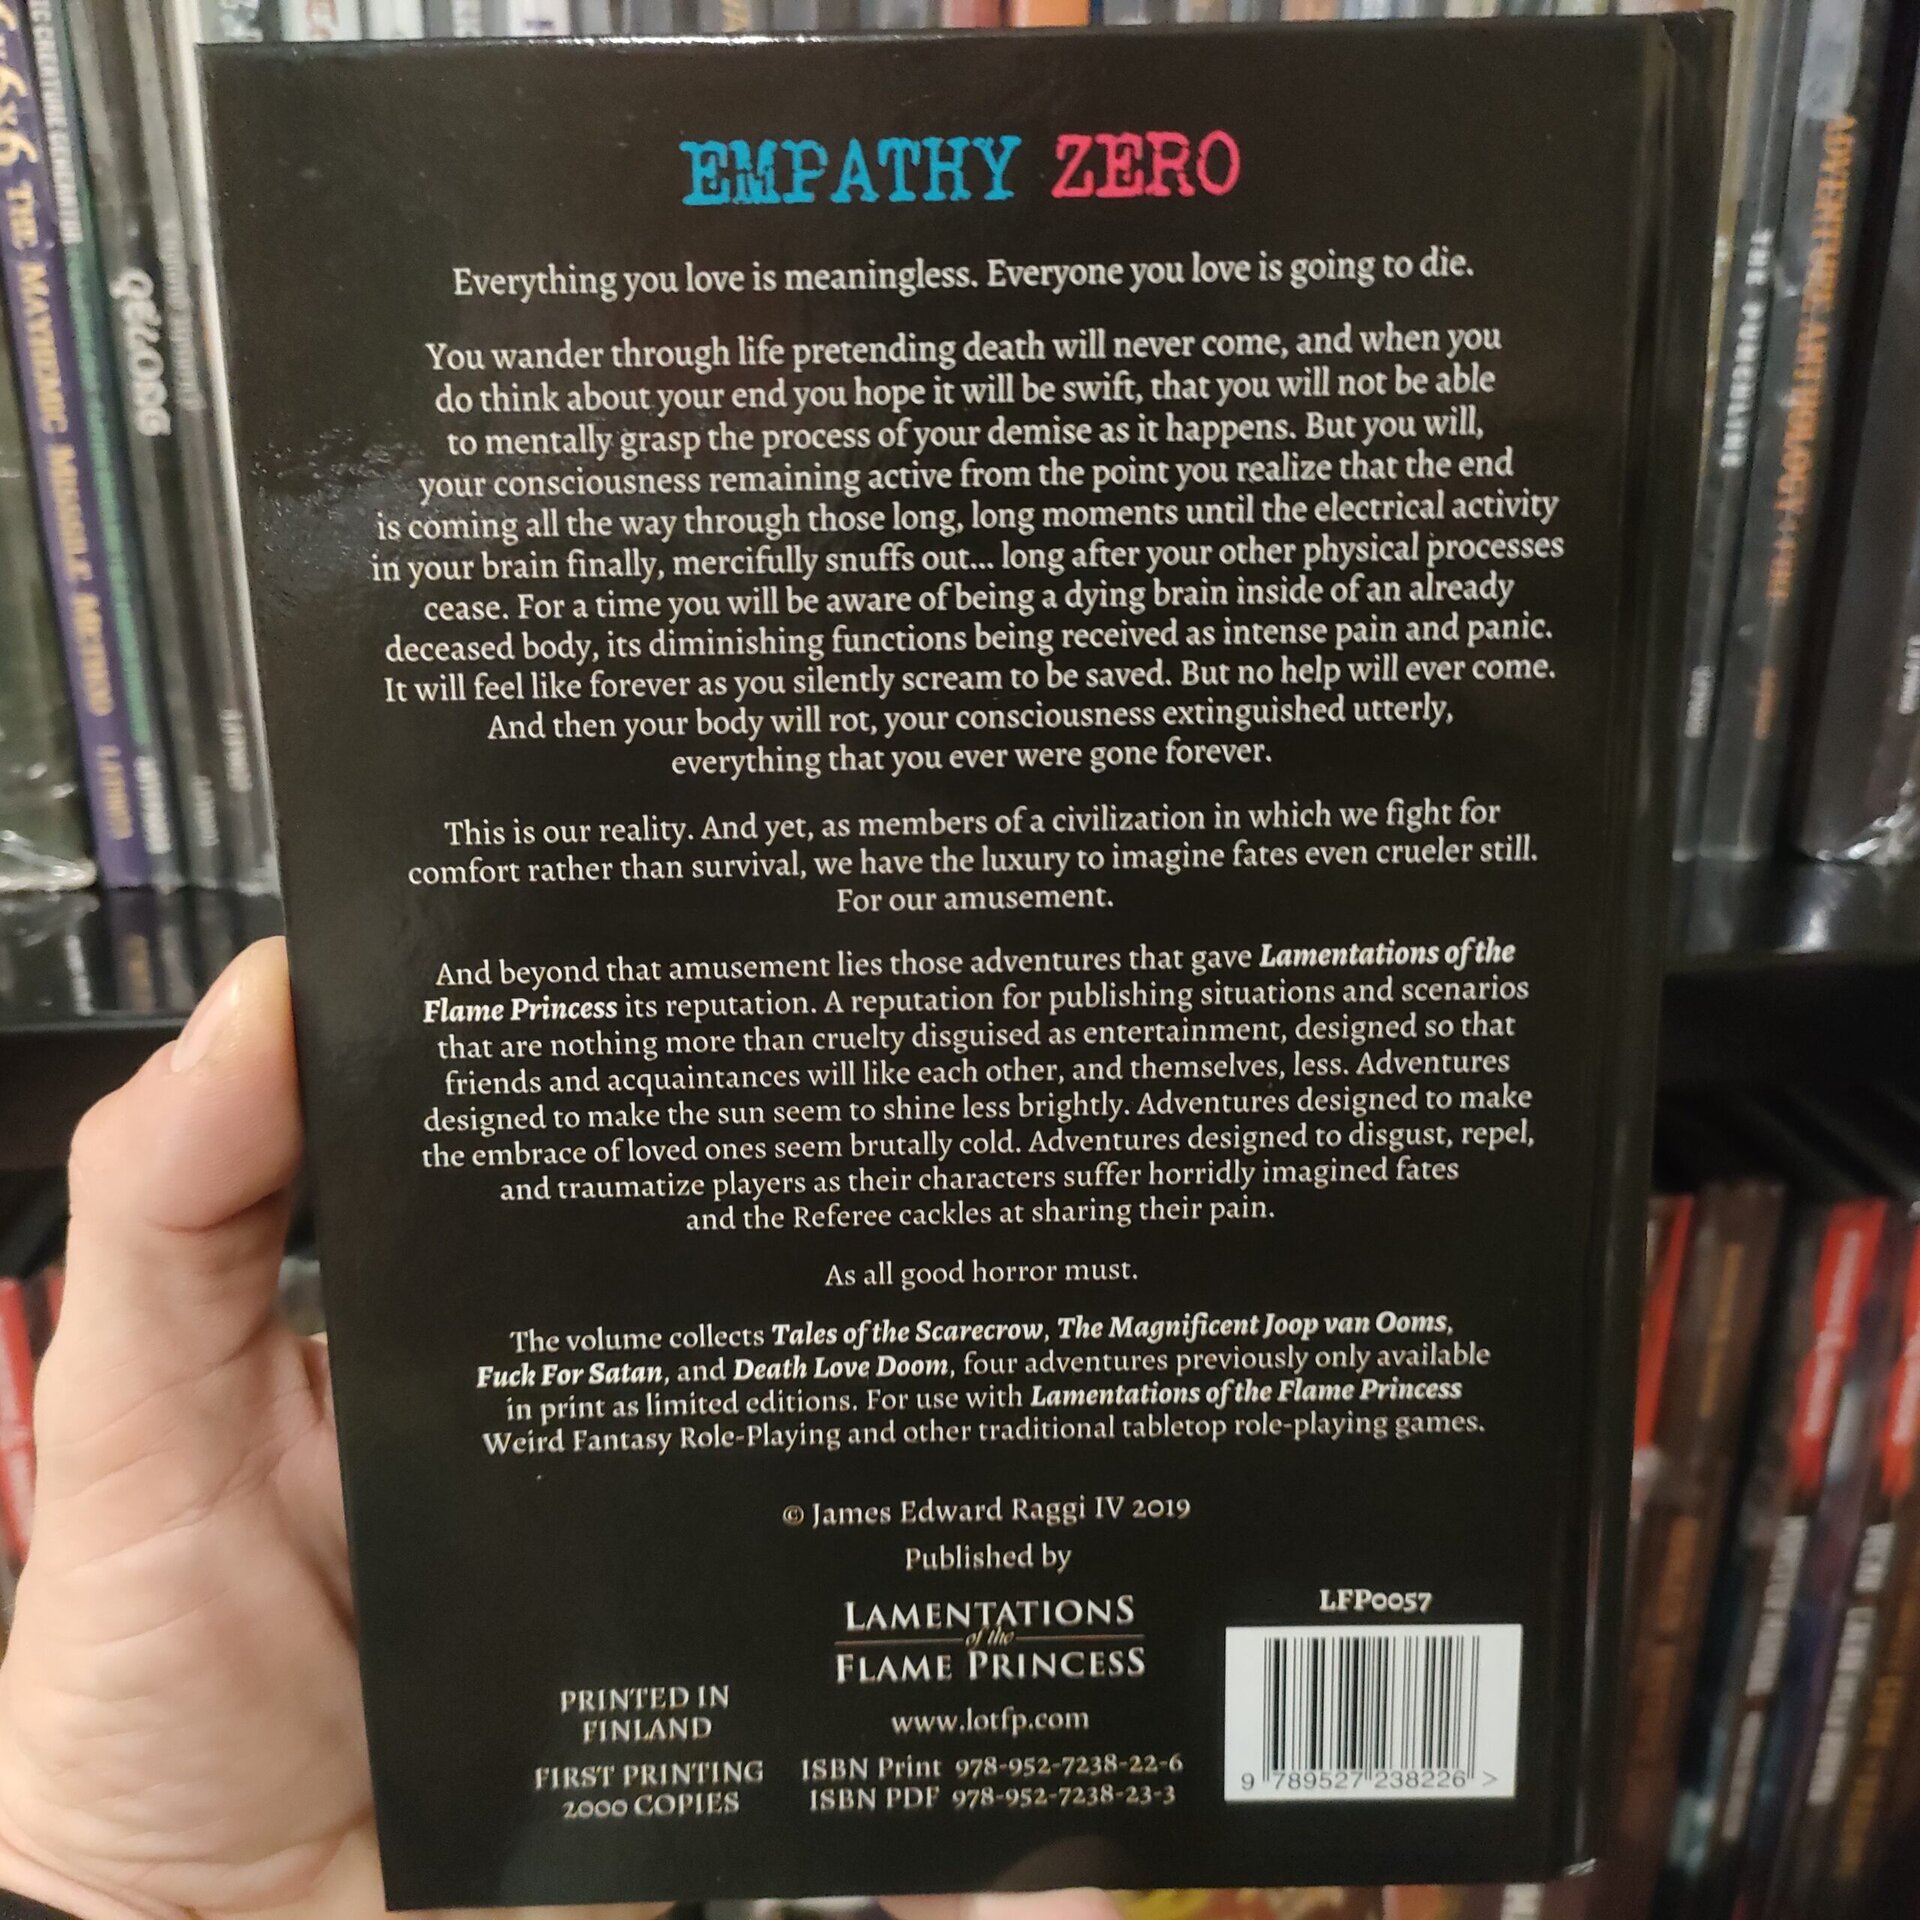 EMPATHY ZERO
Everything you love is meaningless. Everyone you love is going to die.
You wander through life pretending death will never come, and when you
do think about your end you hope it will be swift, that you will not be able
to mentally grasp the process of your demise as it happens. But you will,
your consciousness remaining active from the point you realize that the end
is coming all the way through those long, long moments until the electrical activity
in your brain finally, mercifully snuffs out... long after your other physical processes
cease. For a time you will be aware of being a dying brain inside of an already
deceased body, its diminishing functions being received as intense pain and panic.
It will feel like forever as you silently scream to be saved. But no help will ever come.
And then your body will rot, your consciousness extinguished utterly,
everything that you ever were gone forever.
This is our reality. And yet, as members of a civilization in which we fight for
comfort rather than survival, we have the luxury to imagine fates even crueler still.
For our amusement.
And beyond that amusement lies those adventures that gave Lamentations of the
Flame Princess its reputation. A reputation for publishing situations and scenarios
that are nothing more than cruelty disguised as entertainment, designed so that
friends and acquaintances will like each other, and themselves, less. Adventures
designed to make the sun seem to shine less brightly. Adventures designed to make
the embrace of loved ones seem brutally cold. Adventures designed to disgust, repel,
and traumatize players as their characters suffer horridly imagined fates
and the Referee cackles at sharing their pain.
As all good horror must.
The volume collects Tales of the Scarecrow, The Magnificent Joop van Ooms,
Fuck For Satan, and Death Love Doom, four adventures previously only available
in print as limited editions. For use with Lamentations of the Flame Princess
Weird Fantasy Role-Playing and other traditional tabletop role-playing games.
© James Edward Raggi IV 2019
Published by
LAMENTATIONS
of the
FLAME PRINCESS
www.lotfp.com
ISBN Print 978-952-7238-22-6
ISBN PDF 978-952-7238-23-3
PRINTED IN
FINLAND
FIRST PRINTING
2000 COPIES
LFP0057
9 789527 238226 >
THE MAYDOMIC MISSILE METHOD
QELONG
THE PUNCHLINE
ADVENTURE ANTHOLOGY: FIRE